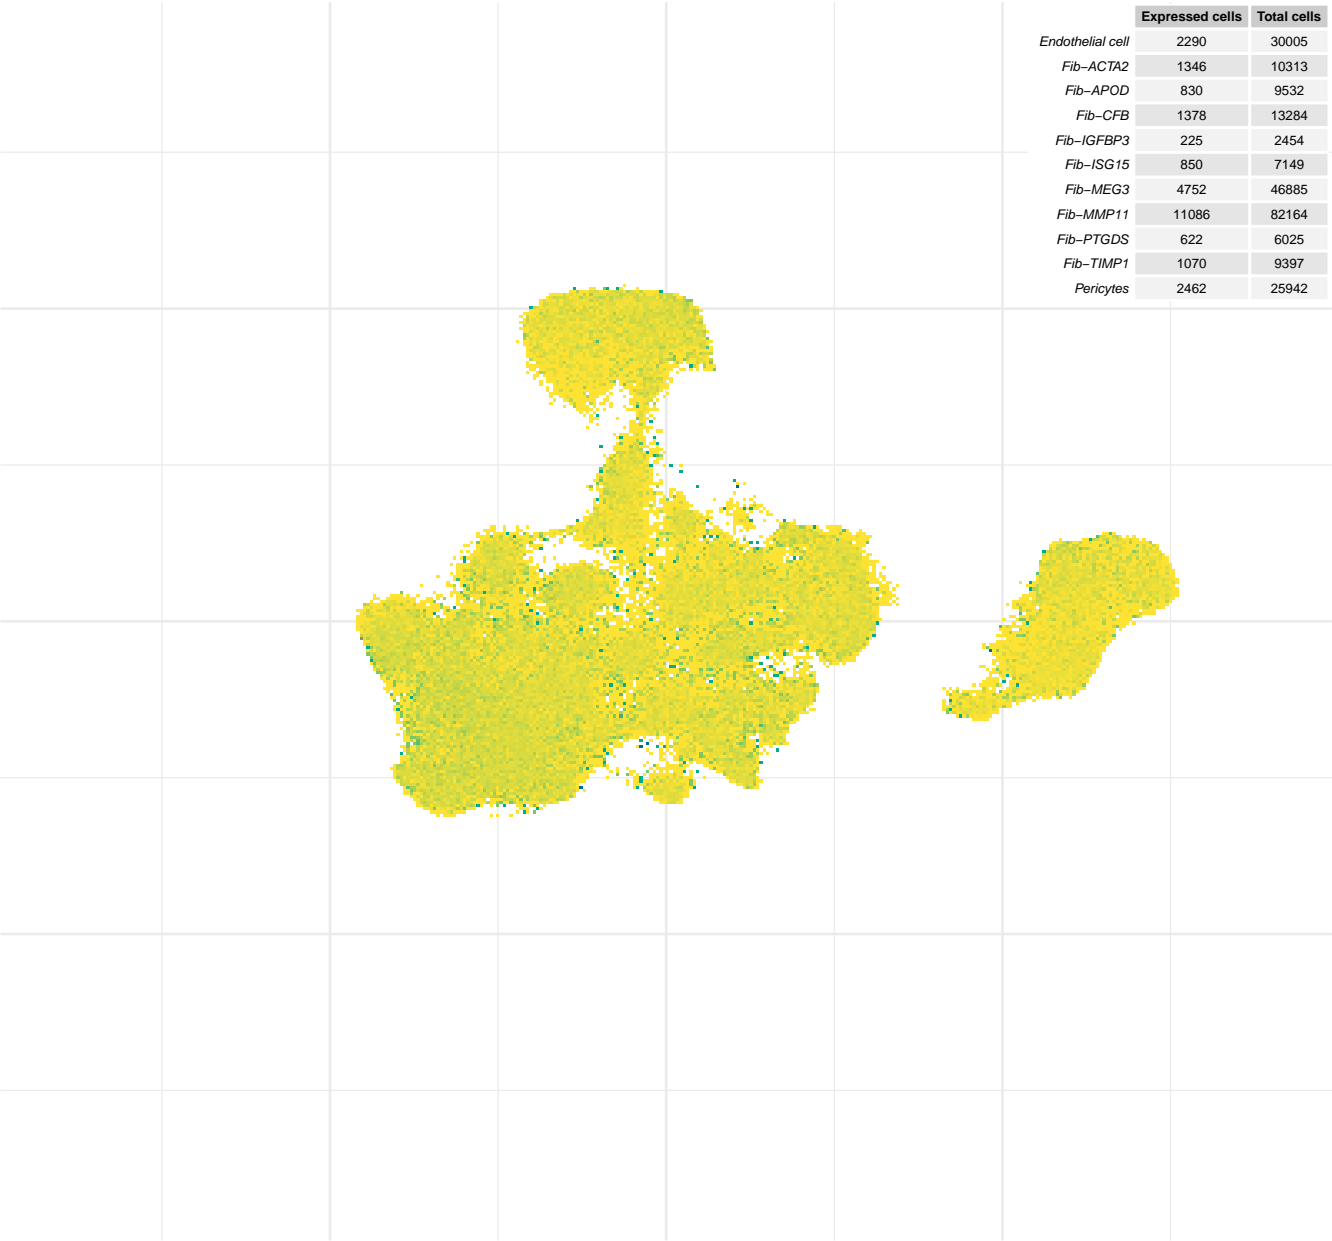 Expressed cells Total cells
Endothelial cell 2290 30005
Fib−ACTA2 1346 10313
Fib−APOD 830 9532
Fib−CFB 1378 13284
Fib−IGFBP3 225 2454
Fib−ISG15 850 7149
Fib−MEG3 4752 46885
Fib−MMP11 11086 82164
Fib−PTGDS 622 6025
Fib−TIMP1 1070 9397
Pericytes 2462 25942